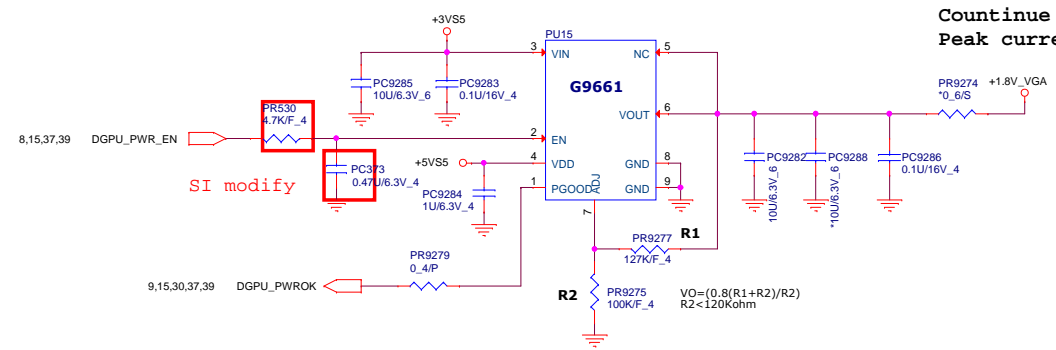 Countinue
Peak curre
+3VS5
PU15
3
VIN
NC
5
G9661
PC9285
10U/6.3V_6
PC9283
0.1U/16V_4
PR9274
*0_6/S
+1.8V_VGA
PR530
4.7K/F_4
VOUT
6
8,15,37,39
DGPU_PWR_EN
2
EN
PC373
0.47U/6.3V_4
+5VS5
4
VDD
GND
8
PC9282
10U/6.3V_6
PC9288
*10U/6.3V_6
PC9286
0.1U/16V_4
SI modify
PC9284
1U/6.3V_4
1
PGOOD
ADJ
GND
9
7
R1
PR9277
127K/F_4
PR9279
0_4/P
9,15,30,37,39
DGPU_PWROK
R2
PR9275
100K/F_4
VO=(0.8(R1+R2)/R2)
R2<120Kohm